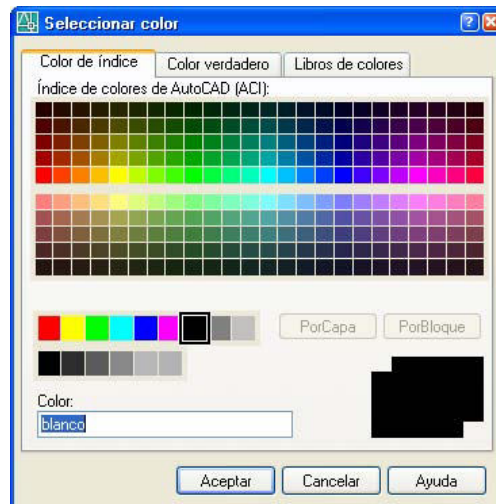 Seleccionar color
Color de índice
Color verdadero
Libros de colores
Índice de colores de AutoCAD (ACI):
PorCapa
PorBloque
Color:
blanco
Aceptar
Cancelar
Ayuda